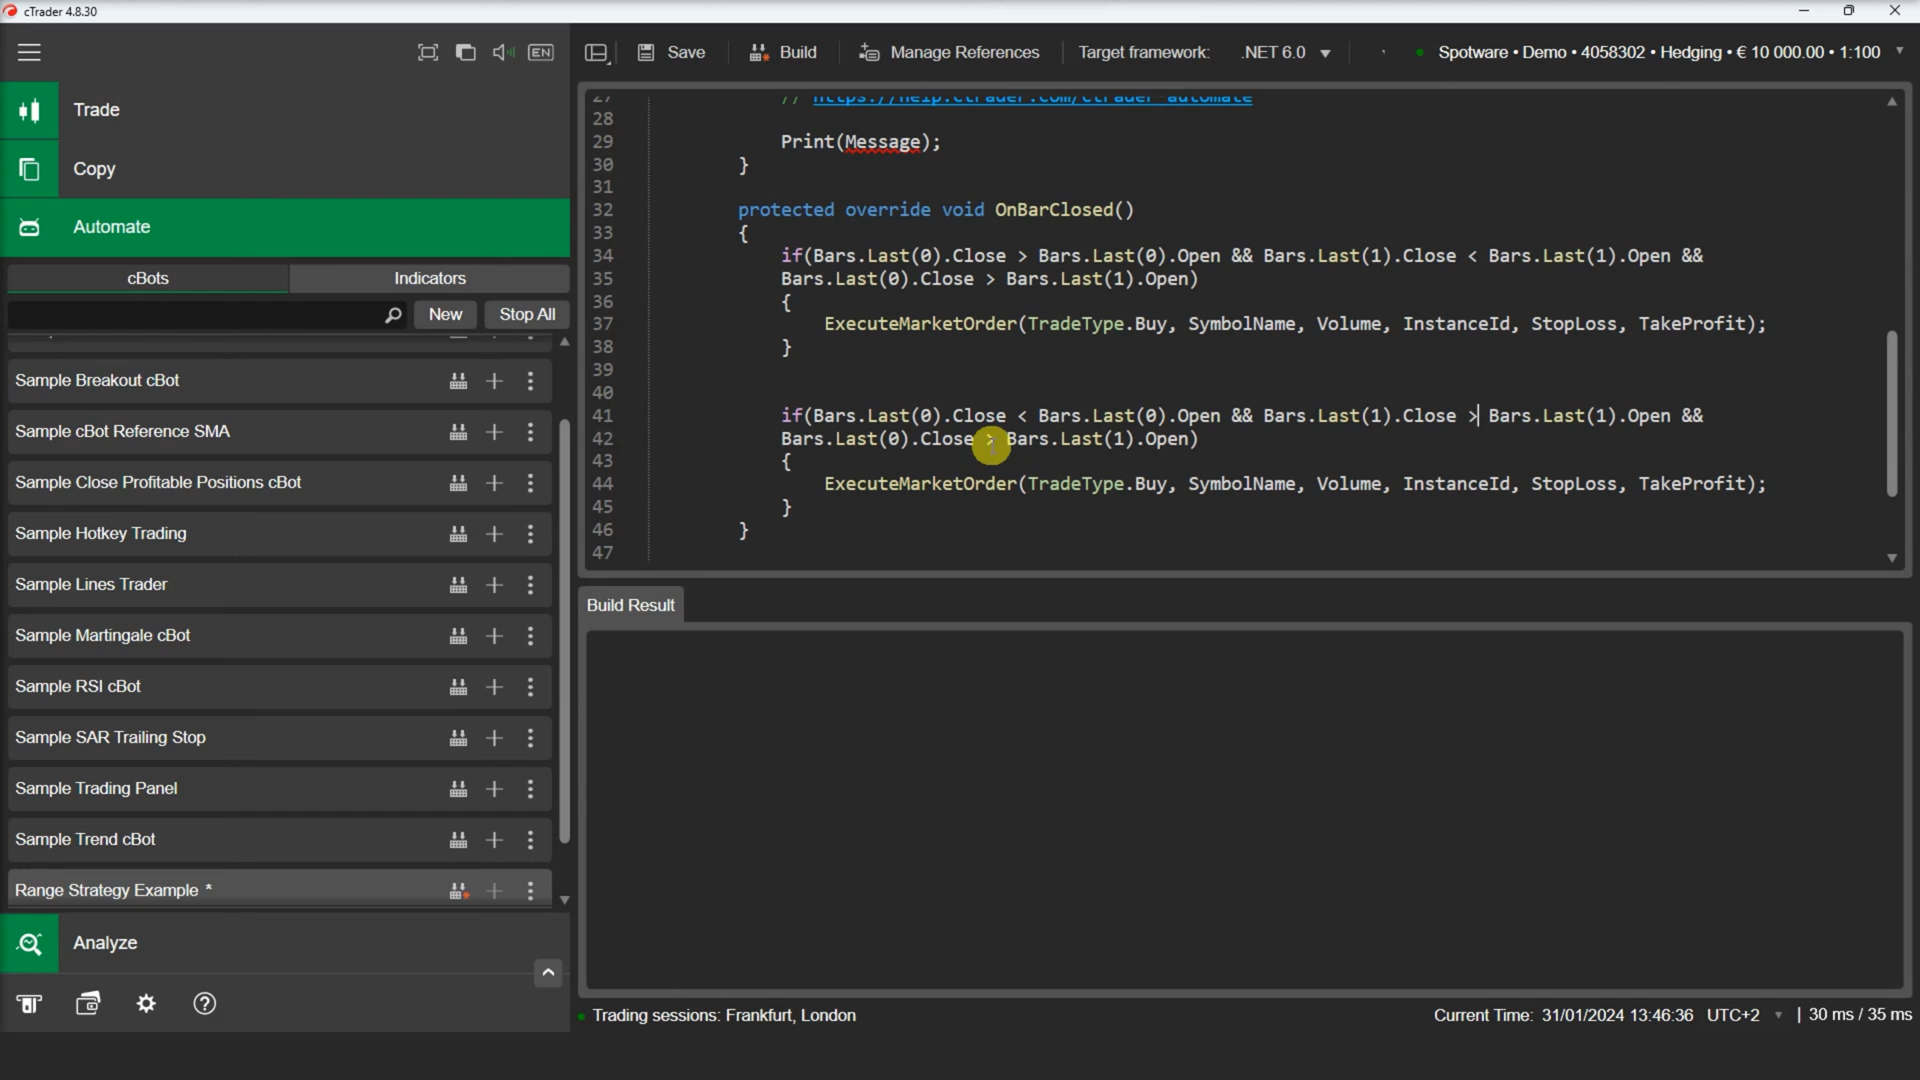 cTrader 4.8.30
EN
Save
Build
Manage References
Target framework:
.NET 6.0
Spotware • Demo • 4058302 • Hedging • € 10 000.00 • 1:100
Trade
Copy
Automate
cBots
Indicators
New
Stop All
Sample Breakout cBot
Sample cBot Reference SMA
Sample Close Profitable Positions cBot
Sample Hotkey Trading
Sample Lines Trader
Sample Martingale cBot
Sample RSI cBot
Sample SAR Trailing Stop
Sample Trading Panel
Sample Trend cBot
Range Strategy Example *
Analyze
27 // https://help.ctrader.com/ctrader-automate
28
29 Print(Message);
30 }
31
32 protected override void OnBarClosed()
33 {
34 if(Bars.Last(0).Close > Bars.Last(0).Open && Bars.Last(1).Close < Bars.Last(1).Open &&
35 Bars.Last(0).Close > Bars.Last(1).Open)
36 {
37 ExecuteMarketOrder(TradeType.Buy, SymbolName, Volume, InstanceId, StopLoss, TakeProfit);
38 }
39
40
41 if(Bars.Last(0).Close < Bars.Last(0).Open && Bars.Last(1).Close > Bars.Last(1).Open &&
42 Bars.Last(0).Close > Bars.Last(1).Open)
43 {
44 ExecuteMarketOrder(TradeType.Buy, SymbolName, Volume, InstanceId, StopLoss, TakeProfit);
45 }
46 }
47
Build Result
Trading sessions: Frankfurt, London
Current Time: 31/01/2024 13:46:36 UTC+2 | 30 ms / 35 ms